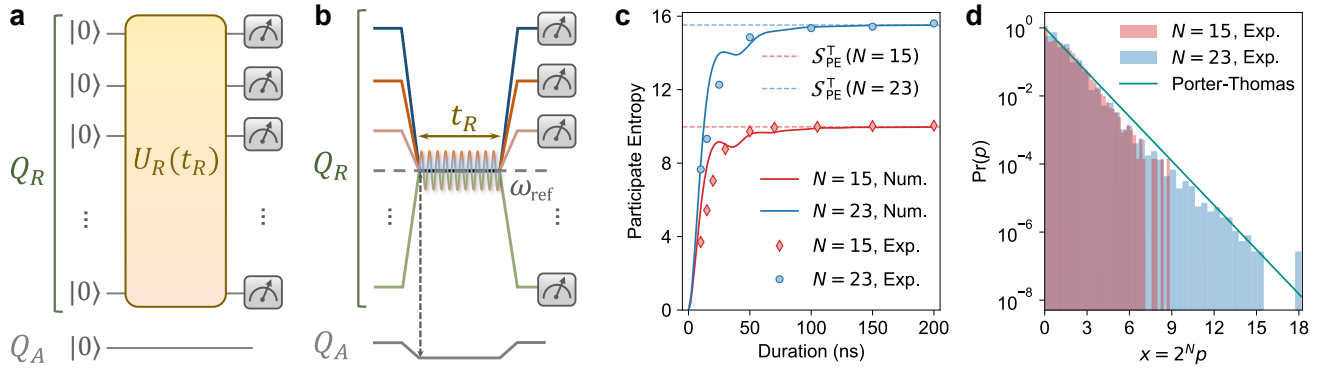 a
|0⟩
|0⟩
|0⟩
Q_R
U_R(t_R)
⋮
⋮
|0⟩
Q_A
|0⟩
b
t_R
Q_R
ω_ref
⋮
⋮
Q_A
c
Participate Entropy
16
12
8
4
0
S_PE^T(N = 15)
S_PE^T(N = 23)
N = 15, Num.
N = 23, Num.
N = 15, Exp.
N = 23, Exp.
0 50 100 150 200
Duration (ns)
d
Pr(p)
10^0
10^−2
10^−4
10^−6
10^−8
N = 15, Exp.
N = 23, Exp.
Porter-Thomas
0 3 6 9 12 15 18
x = 2^N p